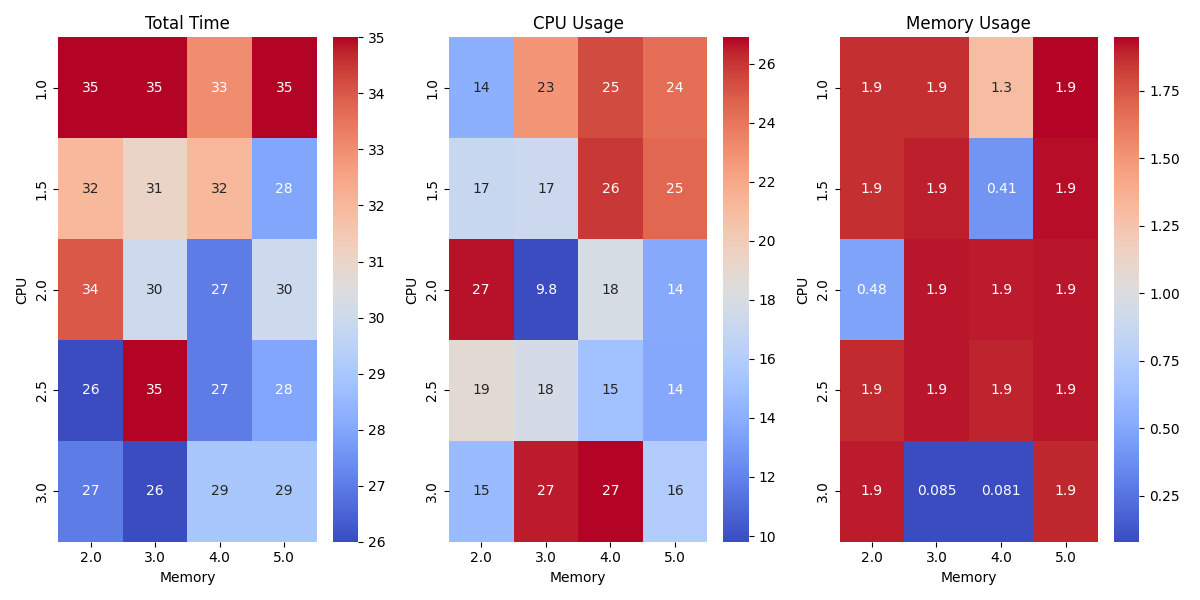 Total Time
35 35 33 35
32 31 32 28
34 30 27 30
26 35 27 28
27 26 29 29
1.0
1.5
2.0
2.5
3.0
CPU
2.0 3.0 4.0 5.0
Memory
35
34
33
32
31
30
29
28
27
26
CPU Usage
14 23 25 24
17 17 26 25
27 9.8 18 14
19 18 15 14
15 27 27 16
1.0
1.5
2.0
2.5
3.0
CPU
2.0 3.0 4.0 5.0
Memory
26
24
22
20
18
16
14
12
10
Memory Usage
1.9 1.9 1.3 1.9
1.9 1.9 0.41 1.9
0.48 1.9 1.9 1.9
1.9 1.9 1.9 1.9
1.9 0.085 0.081 1.9
1.0
1.5
2.0
2.5
3.0
CPU
2.0 3.0 4.0 5.0
Memory
1.75
1.50
1.25
1.00
0.75
0.50
0.25